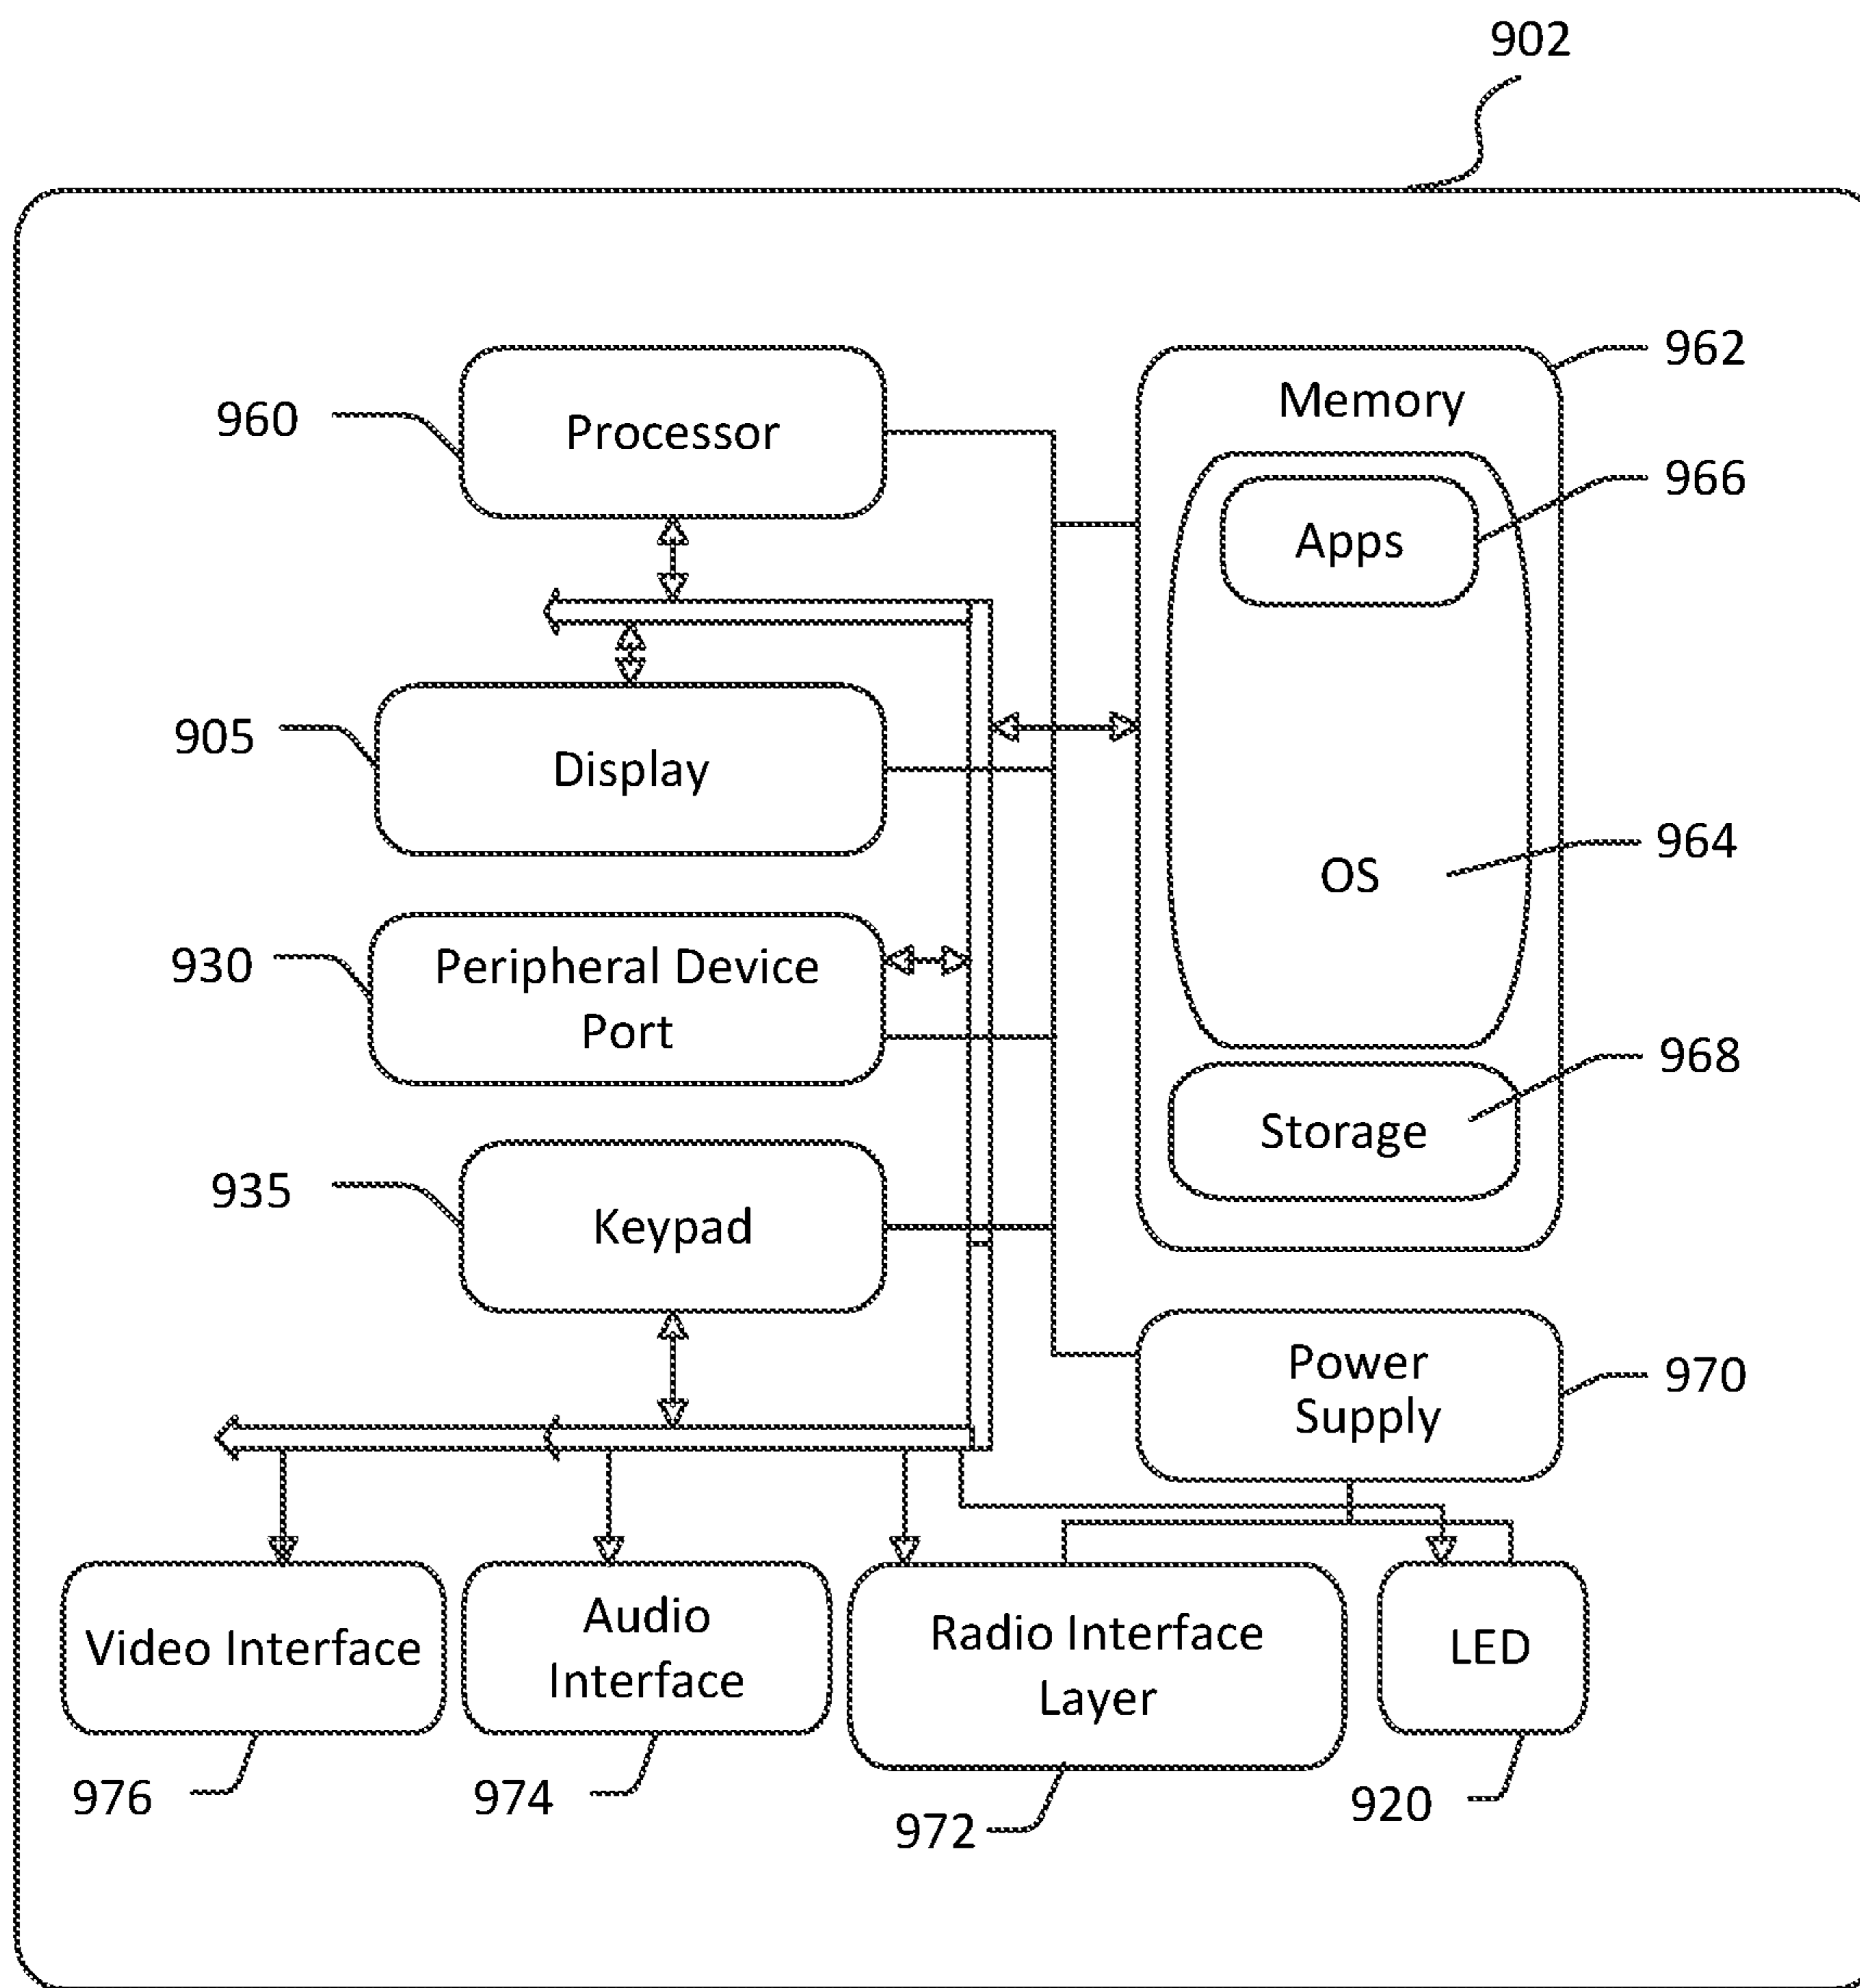 902
962
Memory
960
Processor
966
Apps
905
Display
964
OS
930
Peripheral Device
Port
968
Storage
935
Keypad
Power
Supply
970
Video Interface
Audio
Interface
Radio Interface
Layer
LED
976
974
972
920